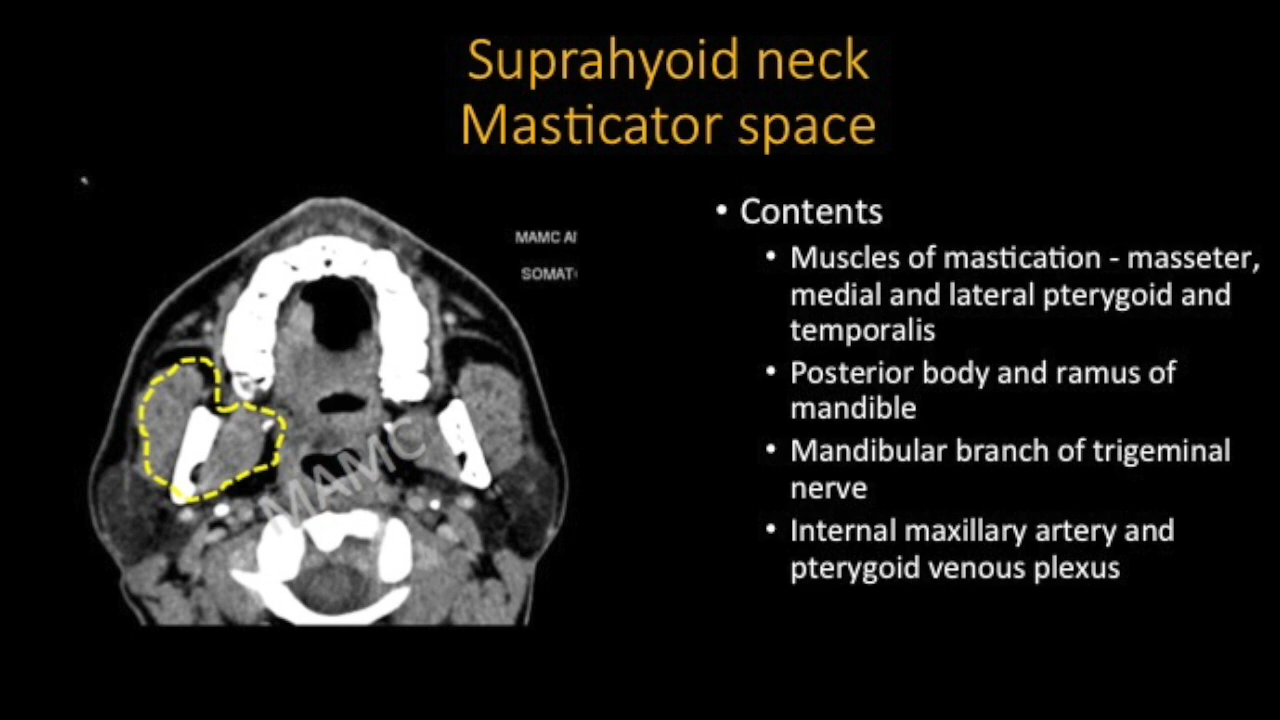 Suprahyoid neck
Masticator space
MAMC AI
SOMAT
MAMC
• Contents
• Muscles of mastication - masseter,
medial and lateral pterygoid and
temporalis
• Posterior body and ramus of
mandible
• Mandibular branch of trigeminal
nerve
• Internal maxillary artery and
pterygoid venous plexus